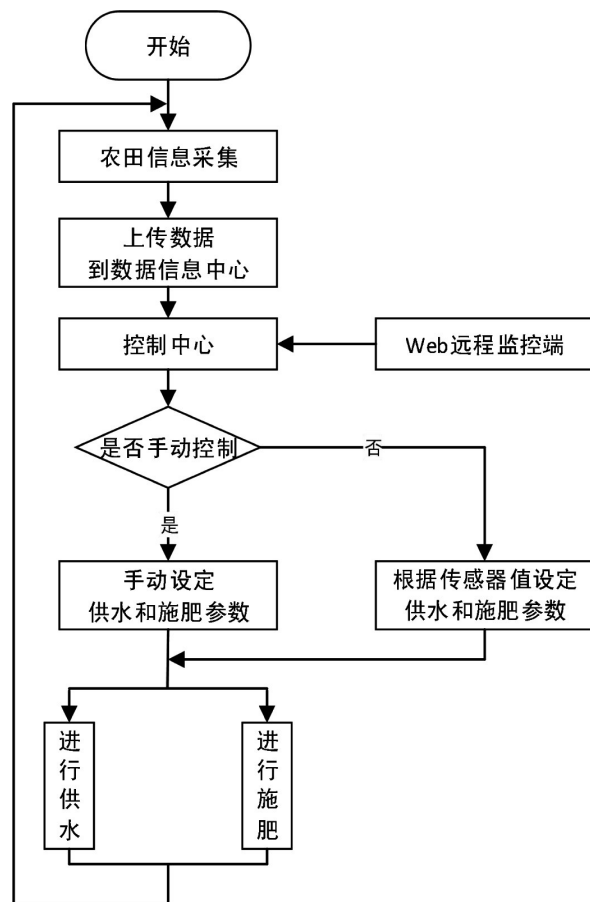 开始
农田信息采集
上传数据
到数据信息中心
控制中心
Web远程监控端
是否手动控制
否
是
手动设定
供水和施肥参数
根据传感器值设定
供水和施肥参数
进行供水
进行施肥